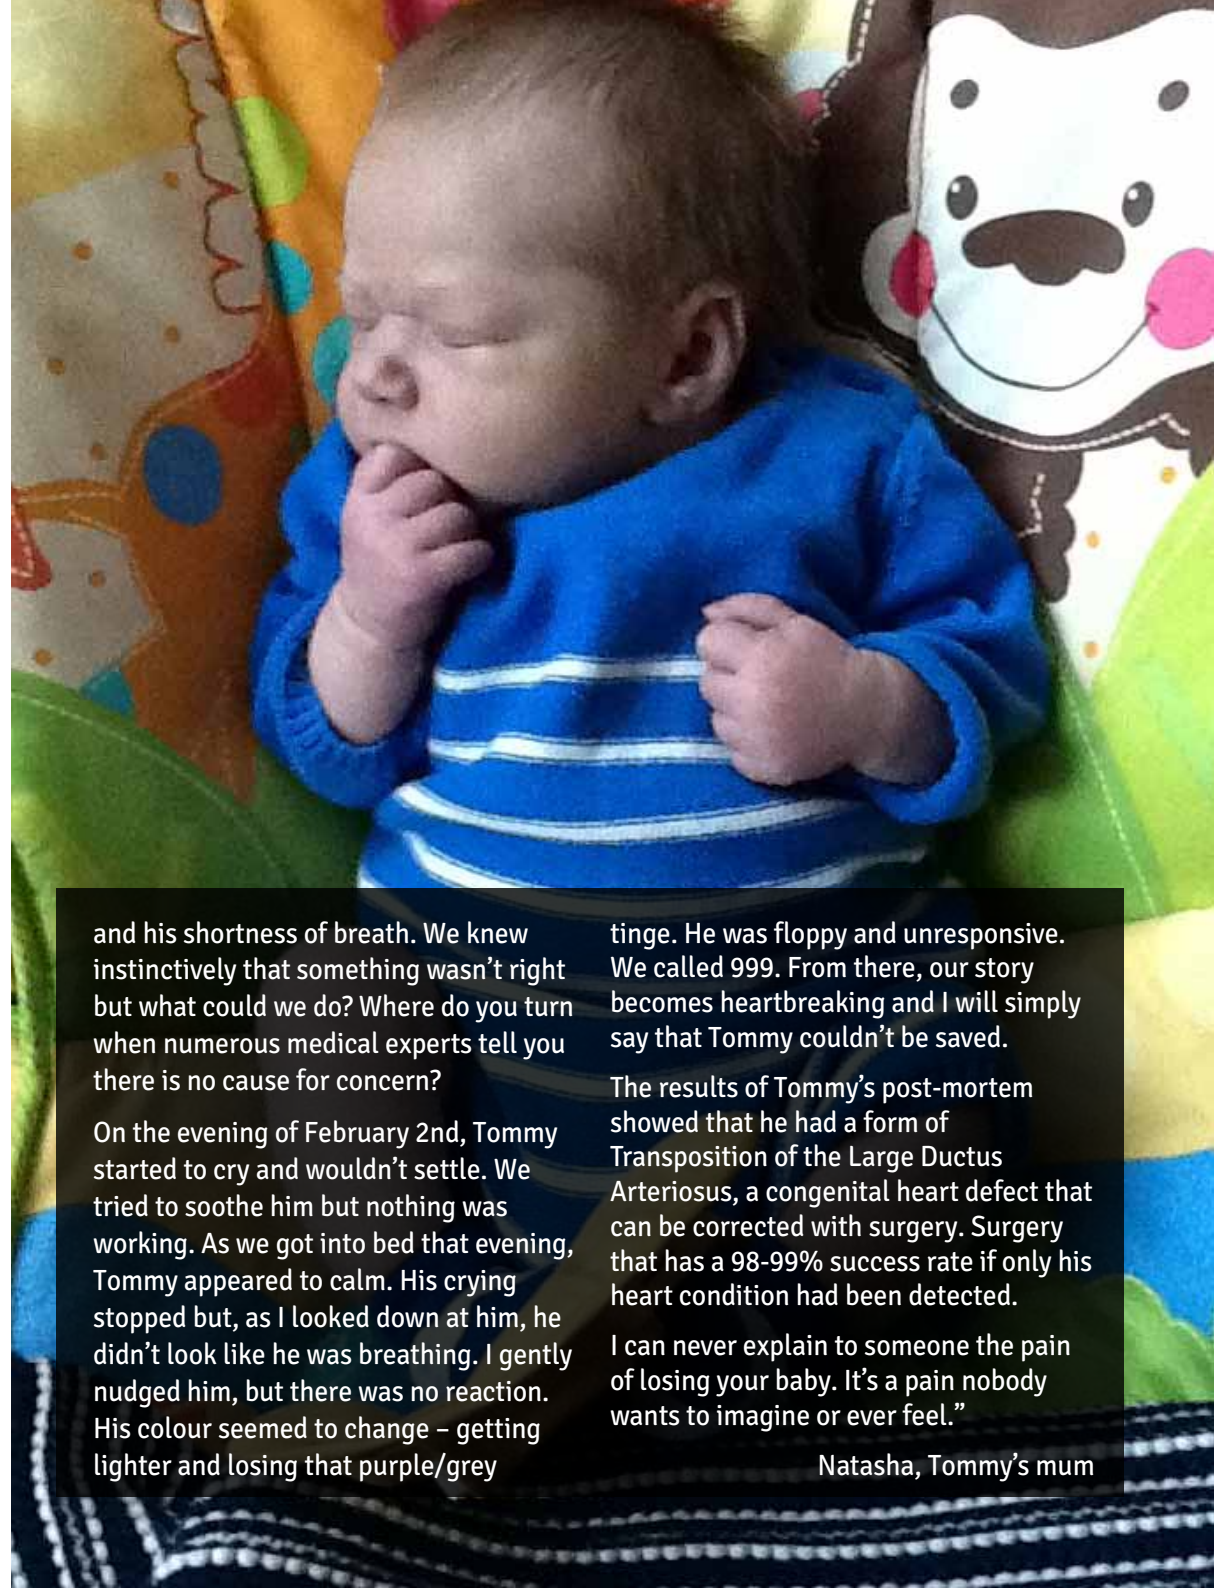 and his shortness of breath. We knew
instinctively that something wasn’t right
but what could we do? Where do you turn
when numerous medical experts tell you
there is no cause for concern?
On the evening of February 2nd, Tommy
started to cry and wouldn’t settle. We
tried to soothe him but nothing was
working. As we got into bed that evening,
Tommy appeared to calm. His crying
stopped but, as I looked down at him, he
didn’t look like he was breathing. I gently
nudged him, but there was no reaction.
His colour seemed to change – getting
lighter and losing that purple/grey
tinge. He was floppy and unresponsive.
We called 999. From there, our story
becomes heartbreaking and I will simply
say that Tommy couldn’t be saved.
The results of Tommy’s post-mortem
showed that he had a form of
Transposition of the Large Ductus
Arteriosus, a congenital heart defect that
can be corrected with surgery. Surgery
that has a 98-99% success rate if only his
heart condition had been detected.
I can never explain to someone the pain
of losing your baby. It’s a pain nobody
wants to imagine or ever feel.”
Natasha, Tommy’s mum